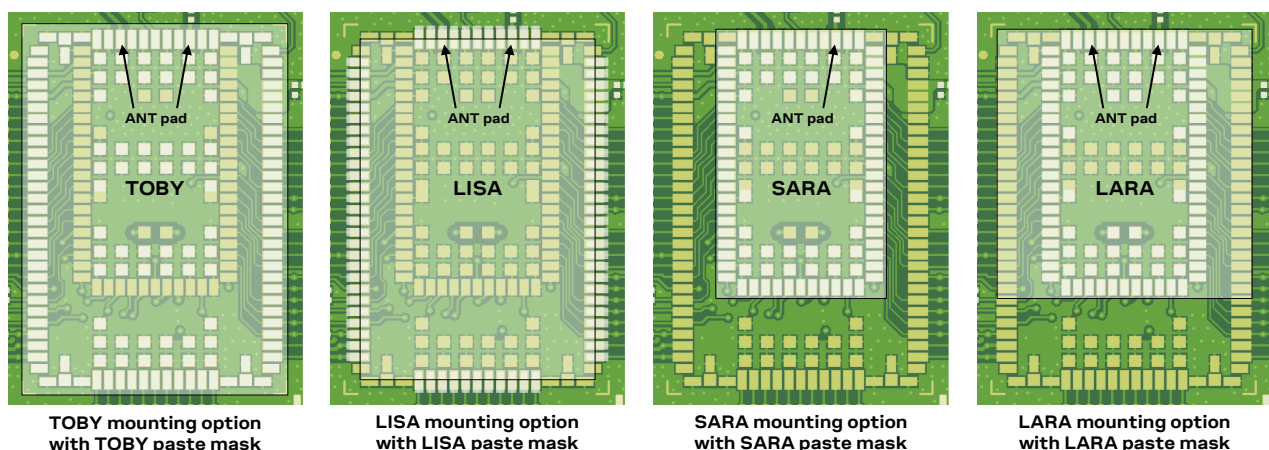 ANT pad
TOBY
TOBY mounting option
with TOBY paste mask
ANT pad
LISA
LISA mounting option
with LISA paste mask
ANT pad
SARA
SARA mounting option
with SARA paste mask
ANT pad
LARA
LARA mounting option
with LARA paste mask